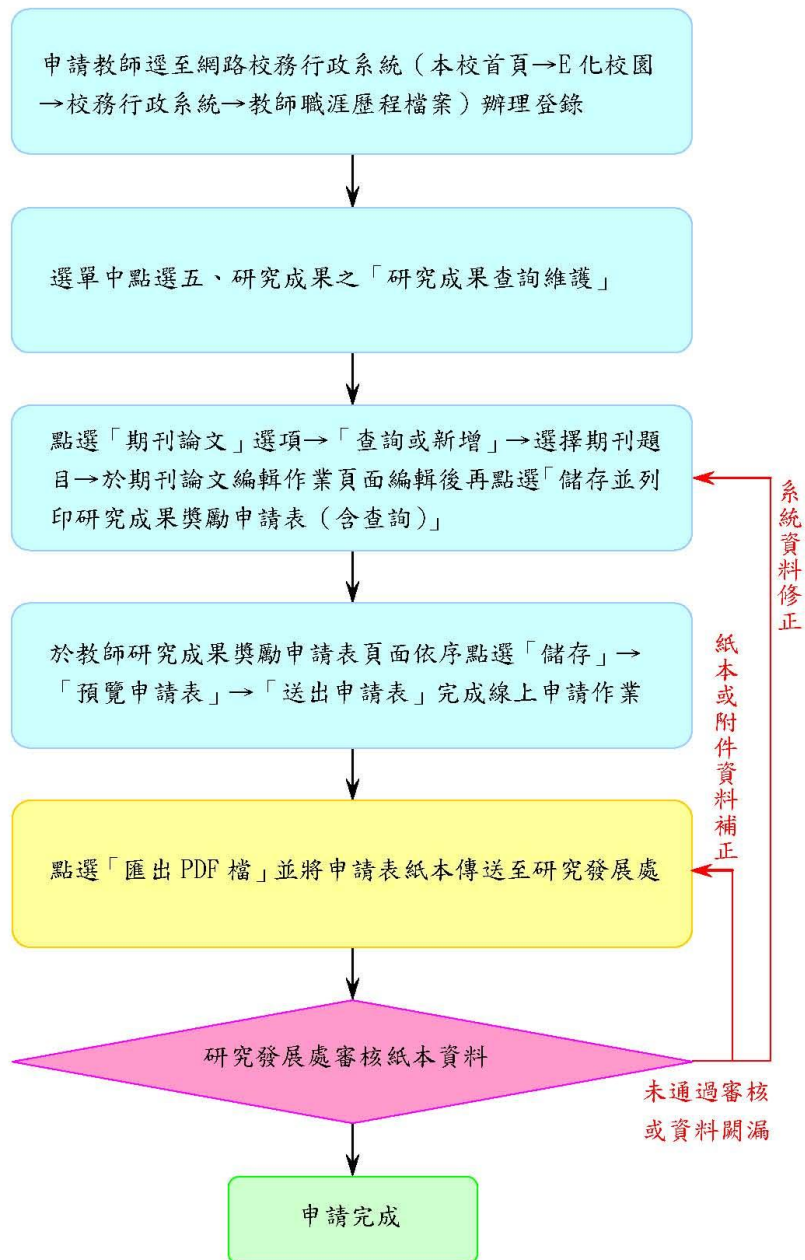 申請教師逕至網路校務行政系統（本校首頁→E化校園
→校務行政系統→教師職涯歷程檔案）辦理登錄
選單中點選五、研究成果之「研究成果查詢維護」
點選「期刊論文」選項→「查詢或新增」→選擇期刊題
目→於期刊論文編輯作業頁面編輯後再點選「儲存並列
印研究成果獎勵申請表（含查詢）」
系統資料修正
於教師研究成果獎勵申請表頁面依序點選「儲存」→
「預覽申請表」→「送出申請表」完成線上申請作業
紙本或附件資料補正
點選「匯出 PDF 檔」並將申請表紙本傳送至研究發展處
研究發展處審核紙本資料
未通過審核
或資料闕漏
申請完成